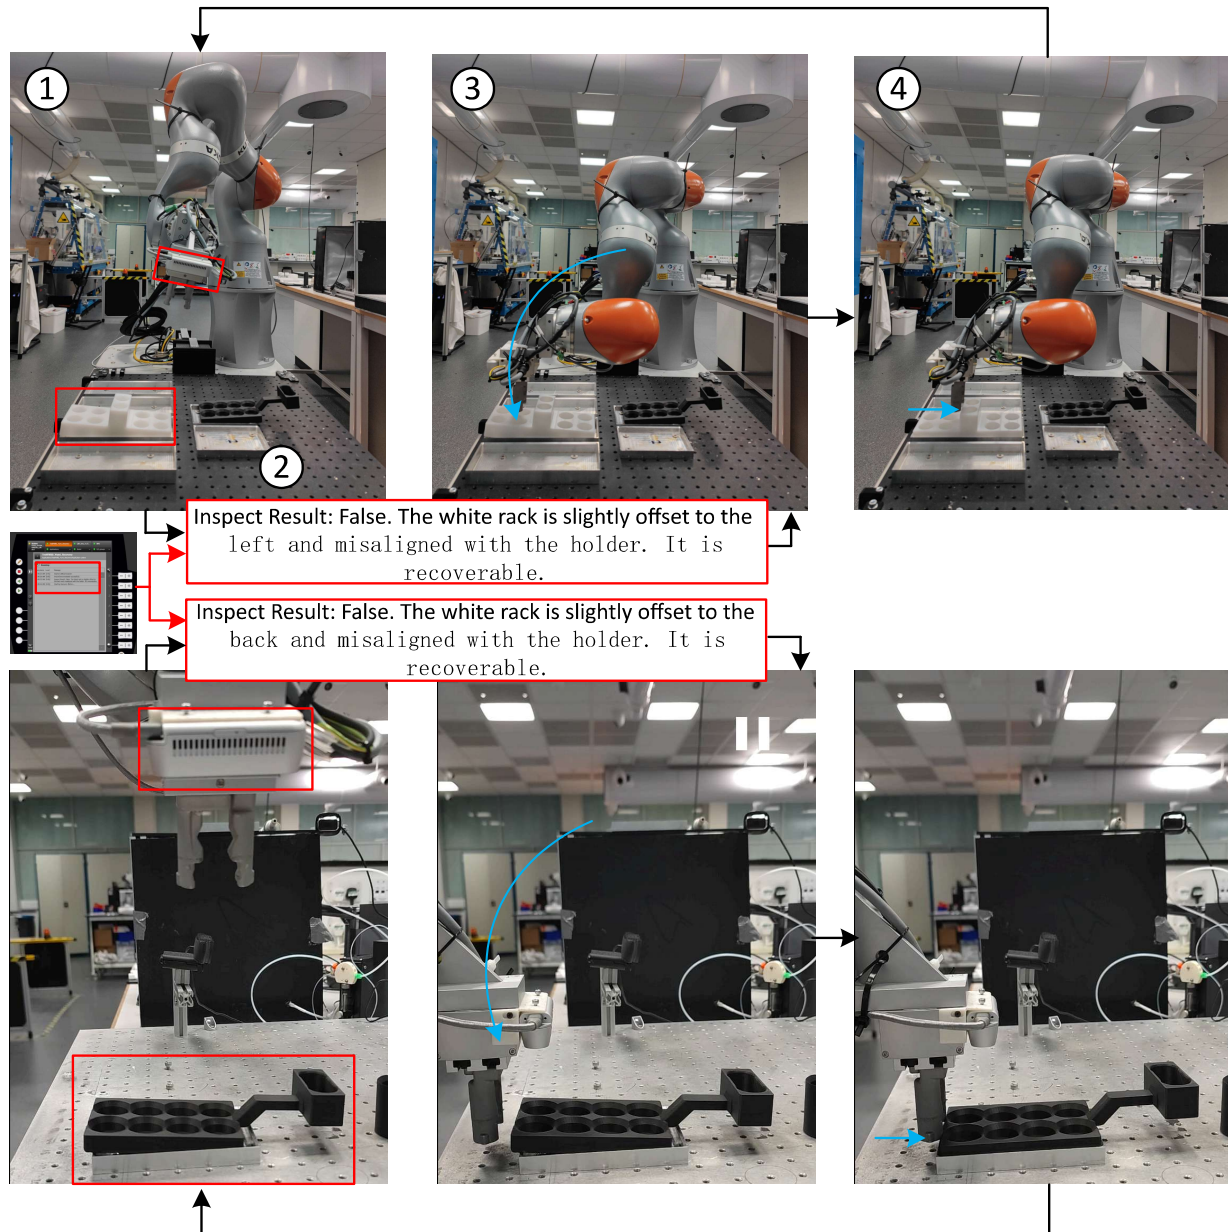 1
3
4
2
Inspect Result: False. The white rack is slightly offset to the
left and misaligned with the holder. It is
recoverable.
Inspect Result: False. The white rack is slightly offset to the
back and misaligned with the holder. It is
recoverable.